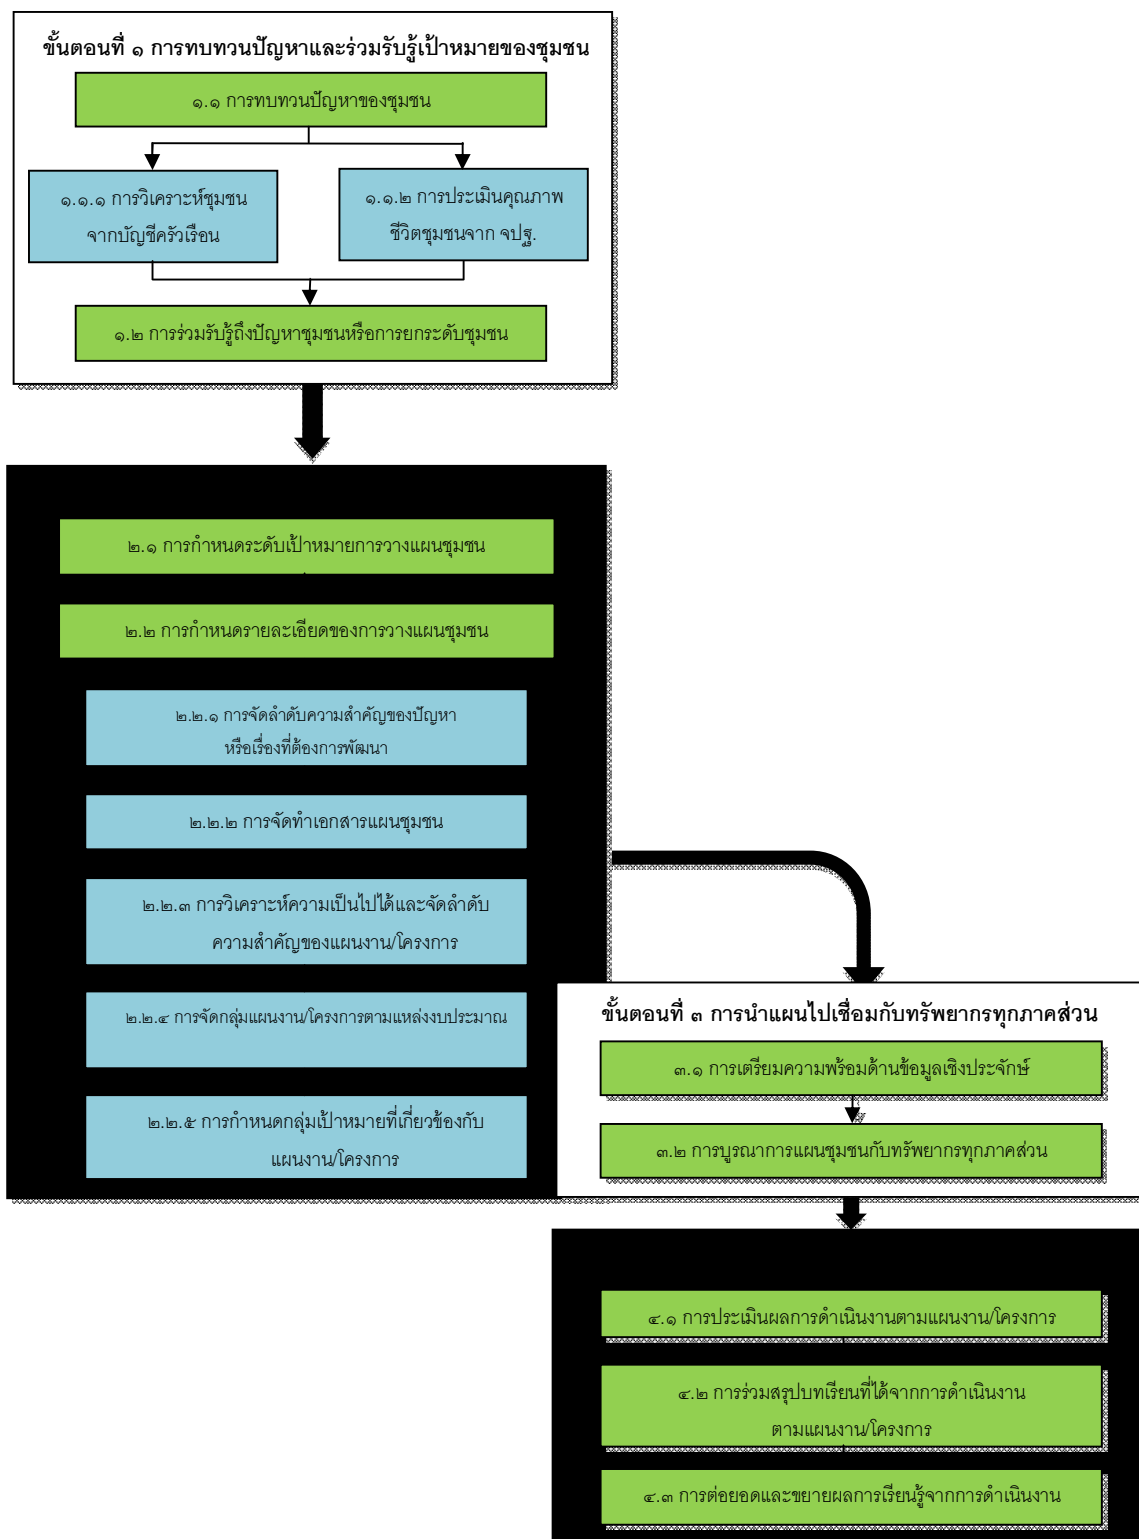 ขั้นตอนที่ ๑ การทบทวนปัญหาและร่วมรับรู้เป้าหมายของชุมชน
๑.๑ การทบทวนปัญหาของชุมชน
๑.๑.๑ การวิเคราะห์ชุมชน
จากบัญชีครัวเรือน
๑.๑.๒ การประเมินคุณภาพ
ชีวิตชุมชนจาก จปฐ.
๑.๒ การร่วมรับรู้ถึงปัญหาชุมชนหรือการยกระดับชุมชน
๒.๑ การกำหนดระดับเป้าหมายการวางแผนชุมชน
๒.๒ การกำหนดรายละเอียดของการวางแผนชุมชน
๒.๒.๑ การจัดลำดับความสำคัญของปัญหา
หรือเรื่องที่ต้องการพัฒนา
๒.๒.๒ การจัดทำเอกสารแผนชุมชน
๒.๒.๓ การวิเคราะห์ความเป็นไปได้และจัดลำดับ
ความสำคัญของแผนงาน/โครงการ
๒.๒.๔ การจัดกลุ่มแผนงาน/โครงการตามแหล่งงบประมาณ
๒.๒.๕ การกำหนดกลุ่มเป้าหมายที่เกี่ยวข้องกับ
แผนงาน/โครงการ
ขั้นตอนที่ ๓ การนำแผนไปเชื่อมกับทรัพยากรทุกภาคส่วน
๓.๑ การเตรียมความพร้อมด้านข้อมูลเชิงประจักษ์
๓.๒ การบูรณาการแผนชุมชนกับทรัพยากรทุกภาคส่วน
๔.๑ การประเมินผลการดำเนินงานตามแผนงาน/โครงการ
๔.๒ การร่วมสรุปบทเรียนที่ได้จากการดำเนินงาน
ตามแผนงาน/โครงการ
๔.๓ การต่อยอดและขยายผลการเรียนรู้จากการดำเนินงาน